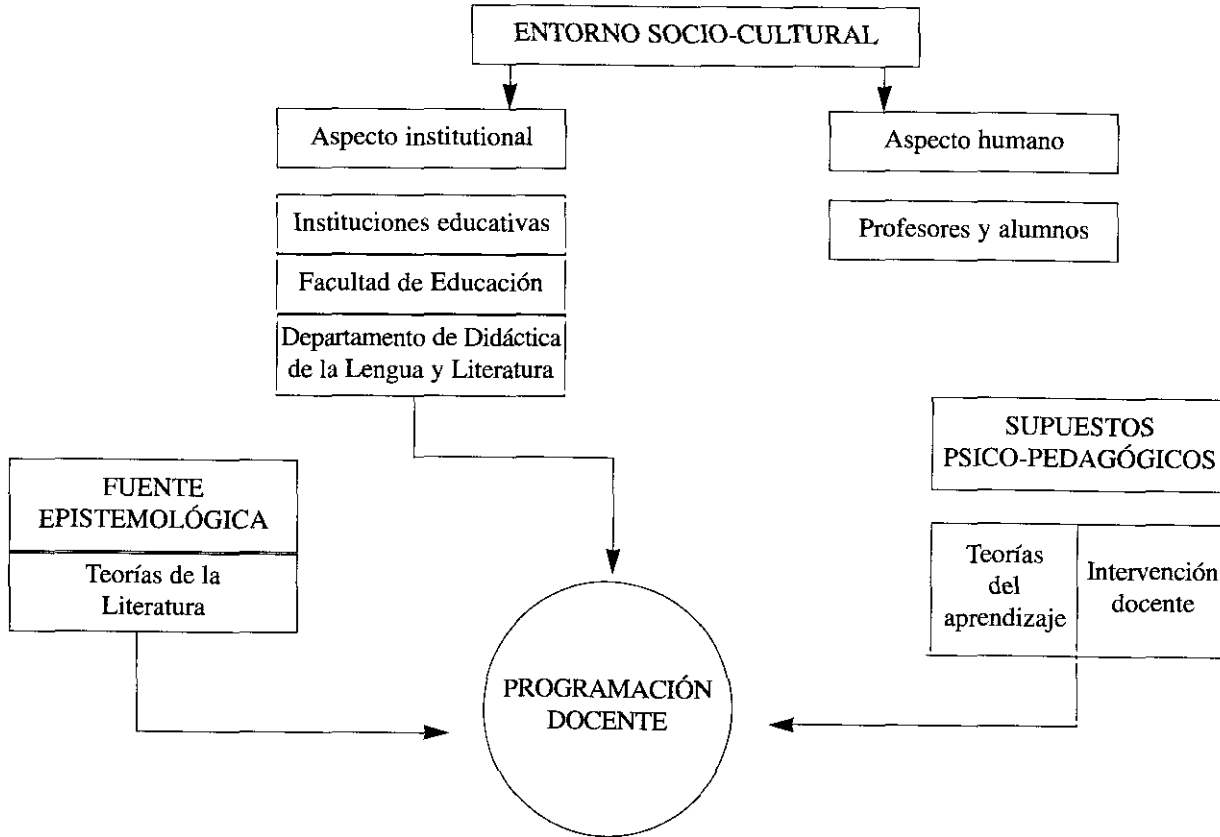 ENTORNO SOCIO-CULTURAL
Aspecto institutional
Aspecto humano
Instituciones educativas
Profesores y alumnos
Facultad de Educación
Departamento de Didáctica
de la Lengua y Literatura
SUPUESTOS
PSICO-PEDAGÓGICOS
FUENTE
EPISTEMOLÓGICA
Teorías de la
Literatura
Teorías
del
aprendizaje
Intervención
docente
PROGRAMACIÓN
DOCENTE